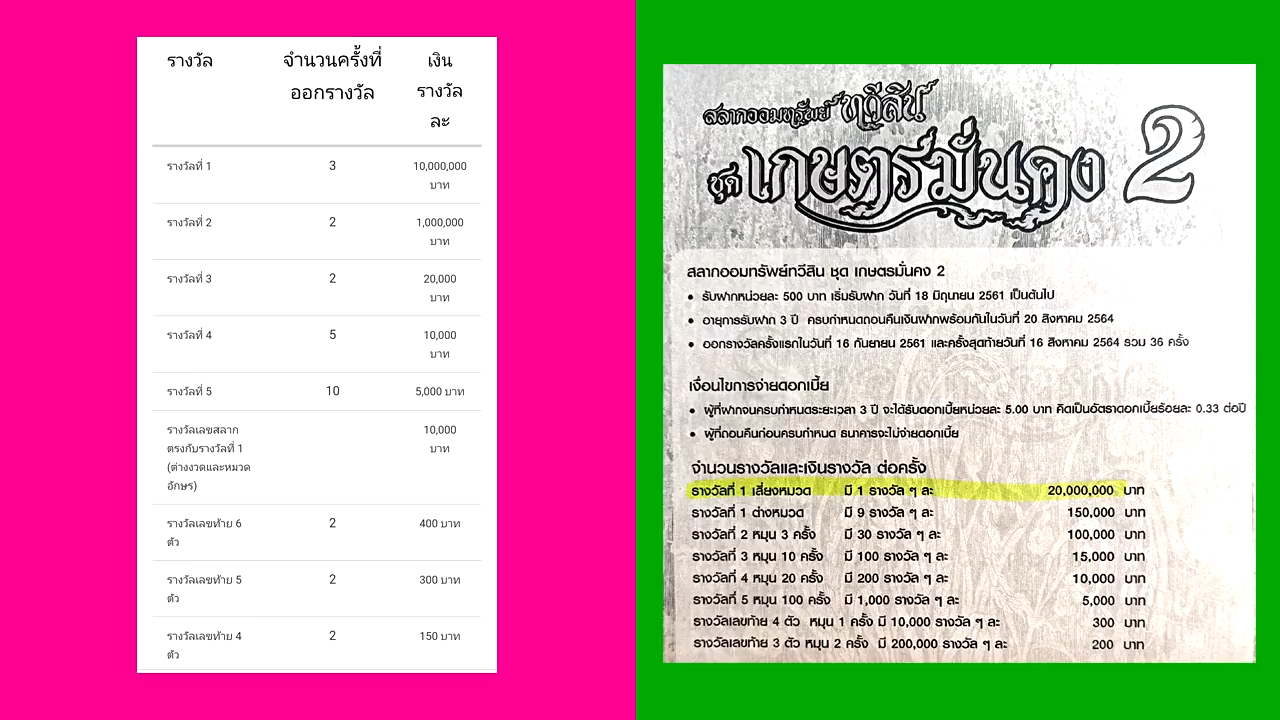 รางวัล จำนวนครั้งที่ เงิน
ออกรางวัล รางวัล
ละ
รางวัลที่ 1 3 10,000,000
บาท
รางวัลที่ 2 2 1,000,000
บาท
รางวัลที่ 3 2 20,000
บาท
รางวัลที่ 4 5 10,000
บาท
รางวัลที่ 5 10 5,000 บาท
รางวัลเลขสลาก 10,000
ตรงกับรางวัลที่ 1 บาท
(ต่างงวดและหมวด
อักษร)
รางวัลเลขท้าย 6 2 400 บาท
ตัว
รางวัลเลขท้าย 5 2 300 บาท
ตัว
รางวัลเลขท้าย 4 2 150 บาท
ตัว
สลากออมทรัพย์ ทวีสิน
ชุด เกษตรมั่นคง 2
สลากออมทรัพย์ทวีสิน ชุด เกษตรมั่นคง 2
• รับฝากหน่วยละ 500 บาท เริ่มรับฝาก วันที่ 18 มิถุนายน 2561 เป็นต้นไป
• อายุการรับฝาก 3 ปี ครบกำหนดถอนคืนเงินฝากพร้อมกันในวันที่ 20 สิงหาคม 2564
• ออกรางวัลครั้งแรกในวันที่ 16 กันยายน 2561 และครั้งสุดท้ายวันที่ 16 สิงหาคม 2564 รวม 36 ครั้ง
เงื่อนไขการจ่ายดอกเบี้ย
• ผู้ที่ฝากจนครบกำหนดระยะเวลา 3 ปี จะได้รับดอกเบี้ยหน่วยละ 5.00 บาท คิดเป็นอัตราดอกเบี้ยร้อยละ 0.33 ต่อปี
• ผู้ที่ถอนคืนก่อนครบกำหนด ธนาคารจะไม่จ่ายดอกเบี้ย
จำนวนรางวัลและเงินรางวัล ต่อครั้ง
รางวัลที่ 1 เสี่ยงหมวด มี 1 รางวัล ๆ ละ 20,000,000 บาท
รางวัลที่ 1 ต่างหมวด มี 9 รางวัล ๆ ละ 150,000 บาท
รางวัลที่ 2 หมุน 3 ครั้ง มี 30 รางวัล ๆ ละ 100,000 บาท
รางวัลที่ 3 หมุน 10 ครั้ง มี 100 รางวัล ๆ ละ 15,000 บาท
รางวัลที่ 4 หมุน 20 ครั้ง มี 200 รางวัล ๆ ละ 10,000 บาท
รางวัลที่ 5 หมุน 100 ครั้ง มี 1,000 รางวัล ๆ ละ 5,000 บาท
รางวัลเลขท้าย 4 ตัว หมุน 1 ครั้ง มี 10,000 รางวัล ๆ ละ 300 บาท
รางวัลเลขท้าย 3 ตัว หมุน 2 ครั้ง มี 200,000 รางวัล ๆ ละ 200 บาท